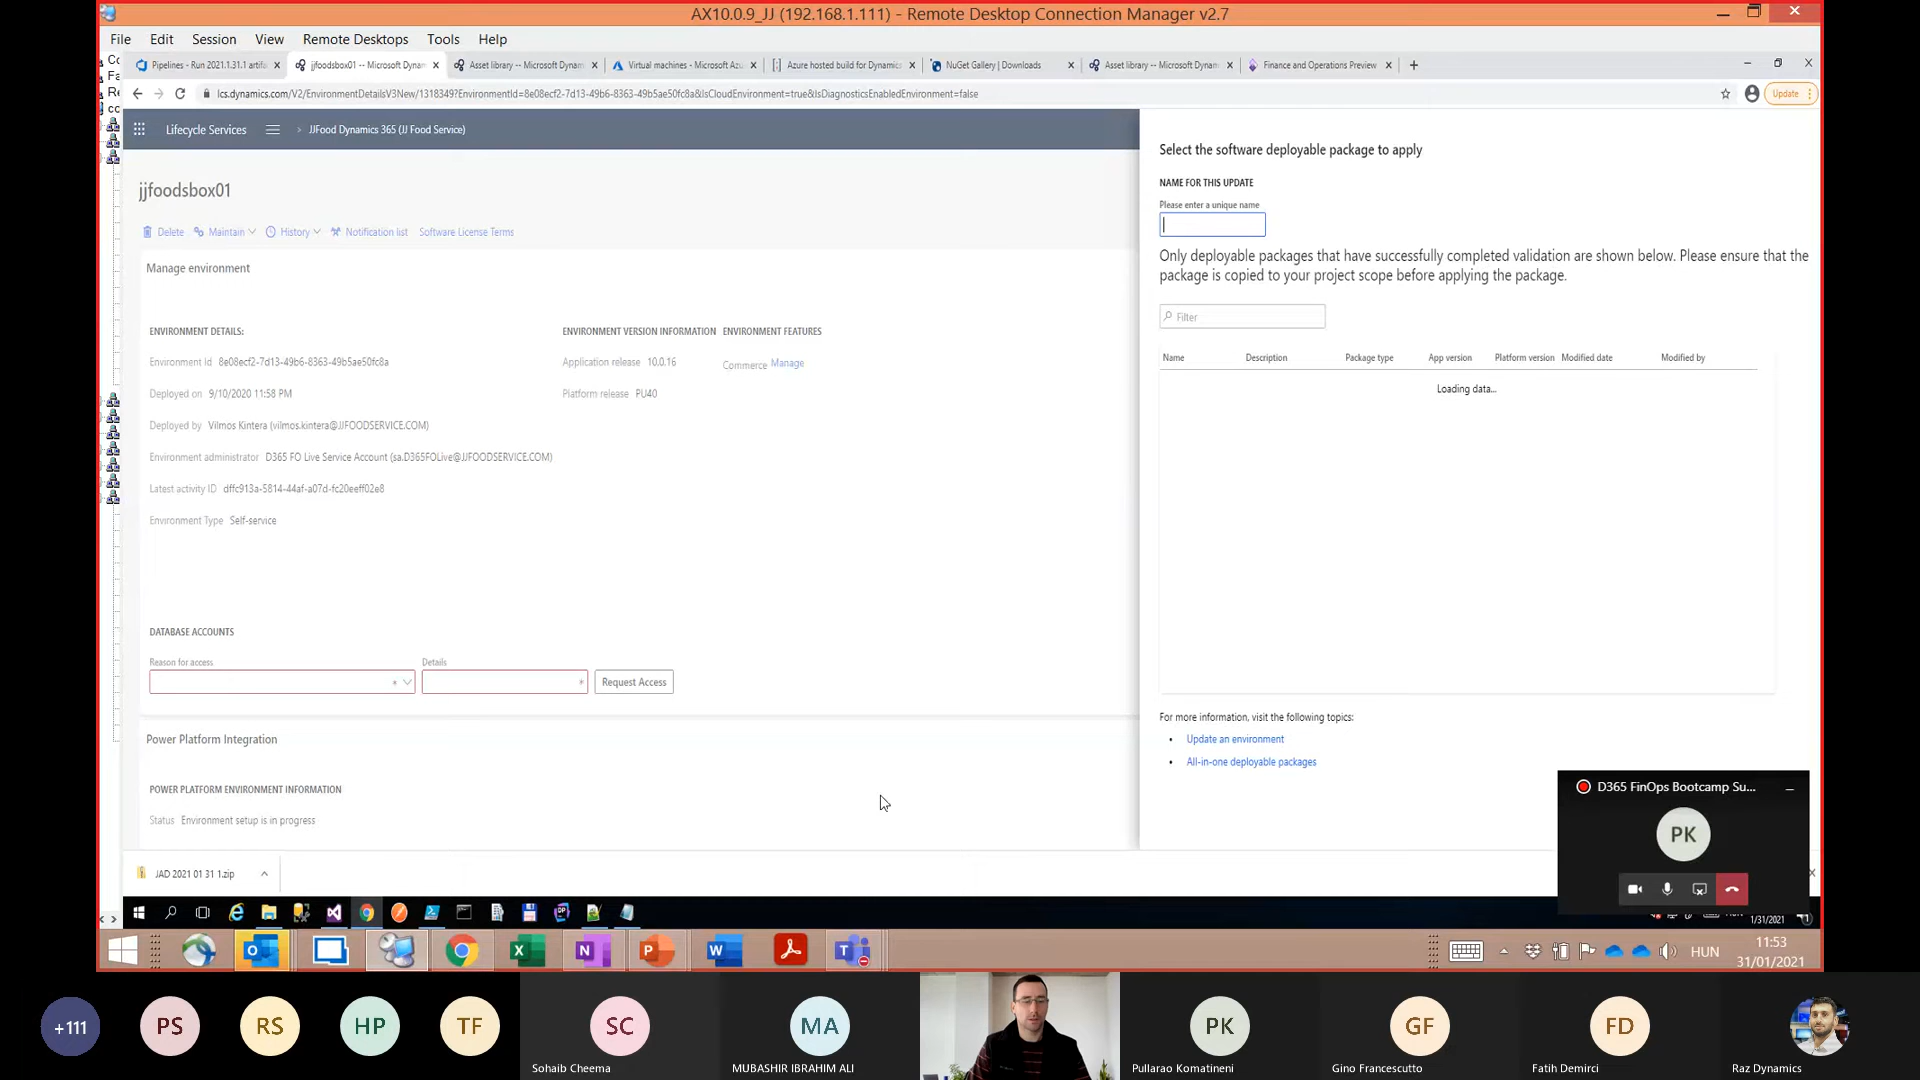 AX10.0.9_JJ (192.168.1.111) - Remote Desktop Connection Manager v2.7
File Edit Session View Remote Desktops Tools Help
Pipelines - Run 2021.1.31.1 artifa
jjfoodsbox01 -- Microsoft Dynam
Asset library -- Microsoft Dynam
Virtual machines - Microsoft Azu
Azure hosted build for Dynamics
NuGet Gallery | Downloads
Asset library -- Microsoft Dynam
Finance and Operations Preview
lcs.dynamics.com/V2/EnvironmentDetailsV3New/1318349?EnvironmentId=8e08ecf2-7d13-49b6-8363-49b5ae50fc8a&IsCloudEnvironment=true&IsDiagnosticsEnabledEnvironment=false
Update
Lifecycle Services
JJFood Dynamics 365 (JJ Food Service)
jjfoodsbox01
Delete Maintain History Notification list Software License Terms
Manage environment
ENVIRONMENT DETAILS:
Environment Id 8e08ecf2-7d13-49b6-8363-49b5ae50fc8a
Deployed on 9/10/2020 11:58 PM
Deployed by Vilmos Kintera (vilmos.kintera@JJFOODSERVICE.COM)
Environment administrator D365 FO Live Service Account (sa.D365FOLive@JJFOODSERVICE.COM)
Latest activity ID dffc913a-5814-44af-a07d-fc20eeff02e8
Environment Type Self-service
ENVIRONMENT VERSION INFORMATION
Application release 10.0.16
Platform release PU40
ENVIRONMENT FEATURES
Commerce Manage
DATABASE ACCOUNTS
Reason for access
Details
Request Access
Power Platform Integration
POWER PLATFORM ENVIRONMENT INFORMATION
Status Environment setup is in progress
Select the software deployable package to apply
NAME FOR THIS UPDATE
Please enter a unique name
Only deployable packages that have successfully completed validation are shown below. Please ensure that the
package is copied to your project scope before applying the package.
Filter
Name Description Package type App version Platform version Modified date Modified by
Loading data...
For more information, visit the following topics:
• Update an environment
• All-in-one deployable packages
D365 FinOps Bootcamp Su...
PK
JAD 2021 01 31 1.zip
1/31/2021
HUN
11:53
31/01/2021
+111
PS
RS
HP
TF
SC
Sohaib Cheema
MA
MUBASHIR IBRAHIM ALI
PK
Pullarao Komatineni
GF
Gino Francescutto
FD
Fatih Demirci
Raz Dynamics